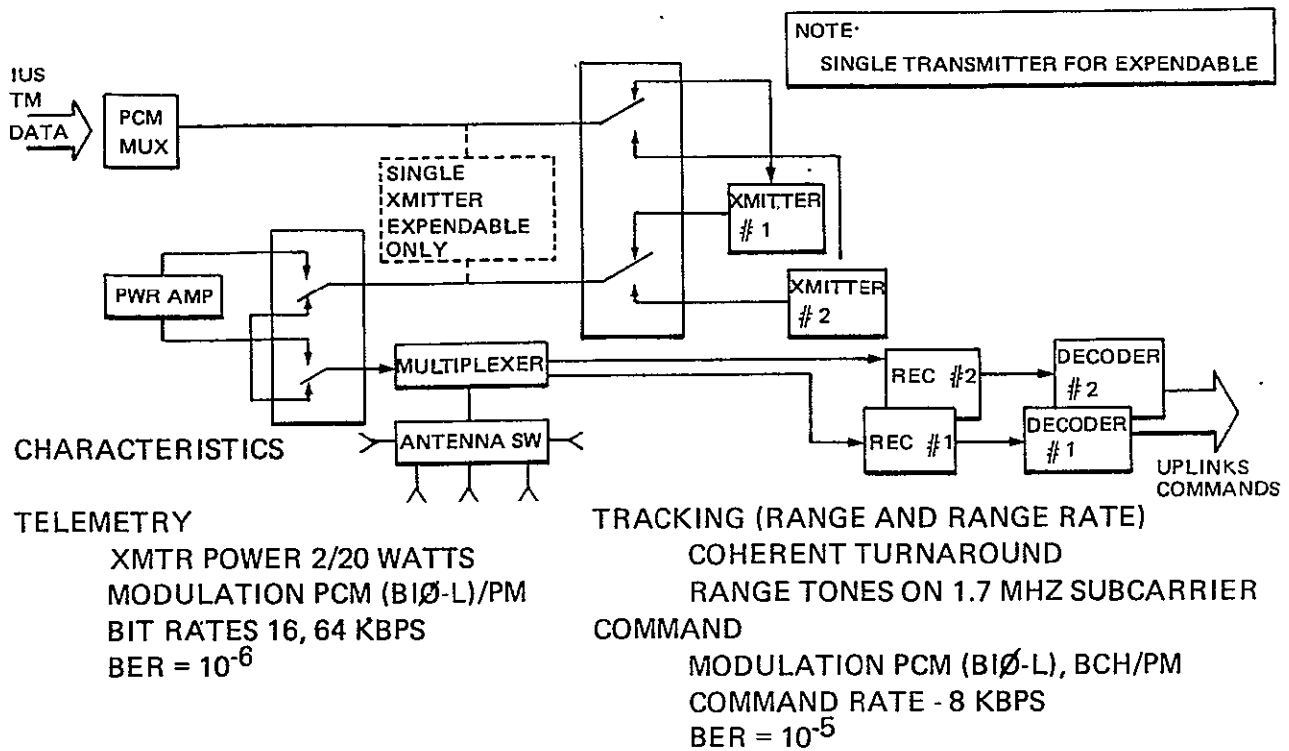 NOTE·
SINGLE TRANSMITTER FOR EXPENDABLE
IUS
TM
DATA
PCM
MUX
SINGLE
XMITTER
EXPENDABLE
ONLY
XMITTER
#1
PWR AMP
XMITTER
#2
MULTIPLEXER
REC #2
DECODER
#2
ANTENNA SW
REC #1
DECODER
#1
UPLINKS
COMMANDS
CHARACTERISTICS
TELEMETRY
XMTR POWER 2/20 WATTS
MODULATION PCM (BIØ-L)/PM
BIT RATES 16, 64 KBPS
BER = 10⁻⁶
TRACKING (RANGE AND RANGE RATE)
COHERENT TURNAROUND
RANGE TONES ON 1.7 MHZ SUBCARRIER
COMMAND
MODULATION PCM (BIØ-L), BCH/PM
COMMAND RATE - 8 KBPS
BER = 10⁻⁵